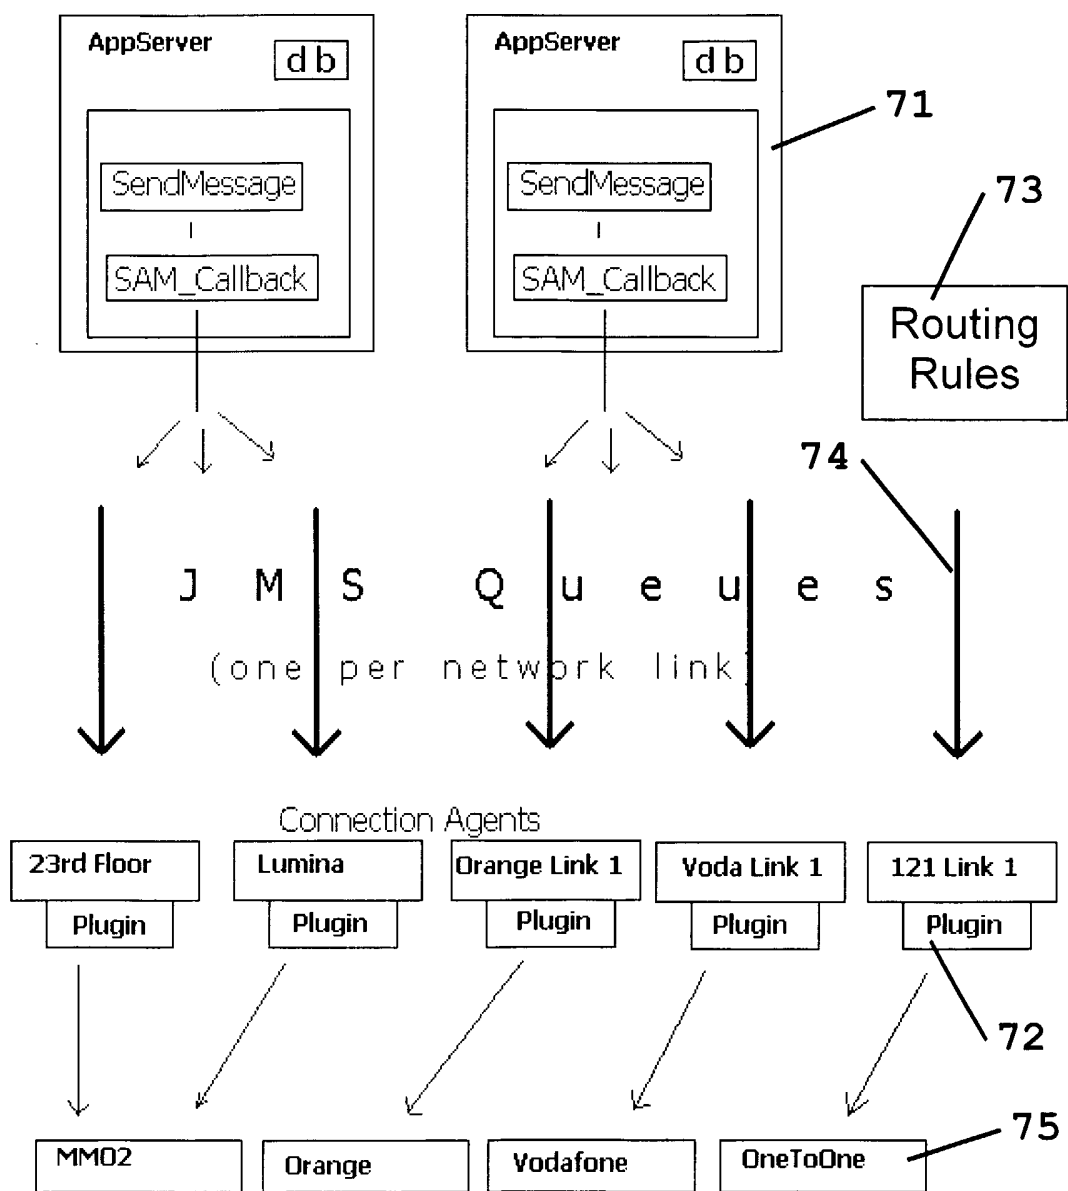 AppServer
db
AppServer
db
71
SendMessage
SendMessage
73
SAM_Callback
SAM_Callback
Routing
Rules
74
JMS Queues
(one per network link)
Connection Agents
23rd Floor
Lumina
Orange Link 1
Voda Link 1
121 Link 1
Plugin
Plugin
Plugin
Plugin
Plugin
72
75
MMO2
Orange
Vodafone
OneToOne